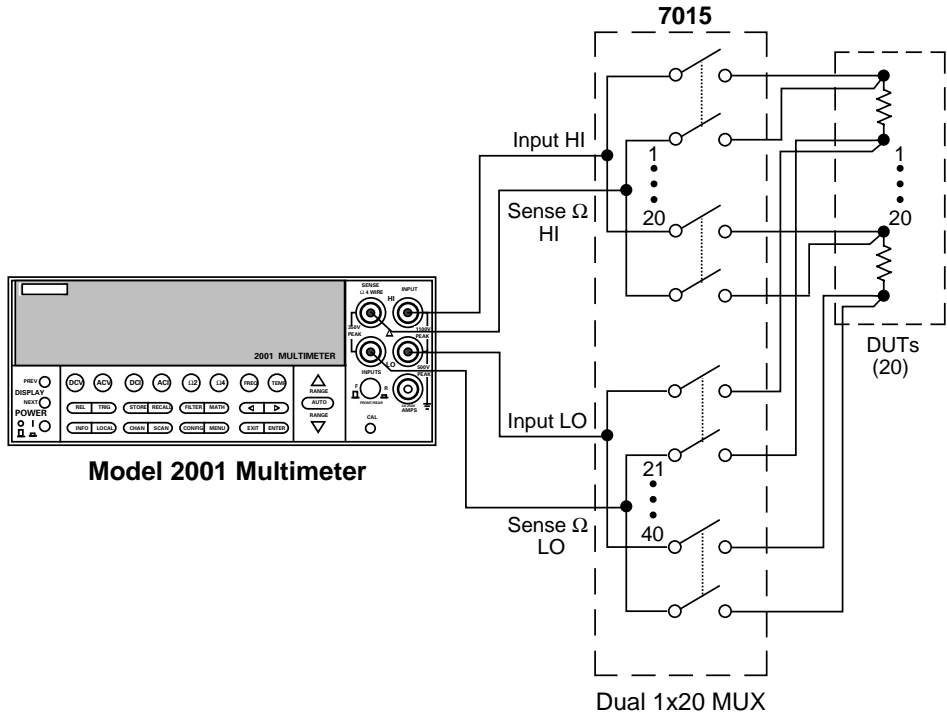 7015
Input HI
Sense Ω
HI
1
20
1
20
DUTs
(20)
SENSE
Ω 4 WIRE
INPUT
HI
350V
PEAK
1100V
PEAK
LO
500V
PEAK
INPUTS
F
R
FRONT/REAR
AMPS
CAL
2001 MULTIMETER
PREV
DISPLAY
NEXT
POWER
O I
DCV ACV DCI ACI Ω2 Ω4 FREQ TEMP
REL TRIG STORE RECALL FILTER MATH
INFO LOCAL CHAN SCAN CONFIG MENU EXIT ENTER
RANGE
AUTO
RANGE
Model 2001 Multimeter
Input LO
Sense Ω
LO
21
40
Dual 1x20 MUX